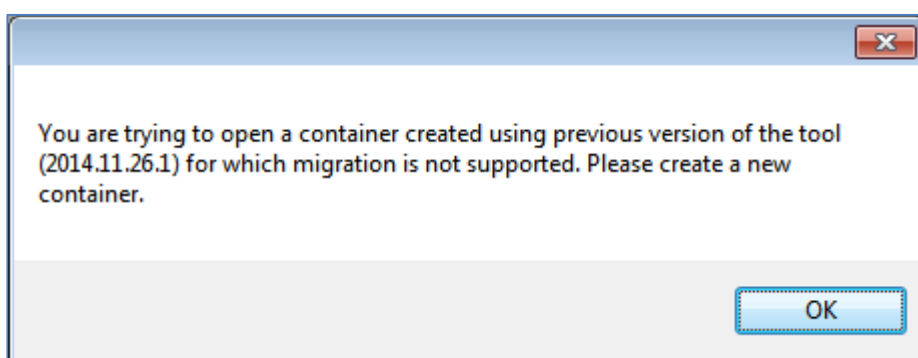 You are trying to open a container created using previous version of the tool
(2014.11.26.1) for which migration is not supported. Please create a new
container.
OK